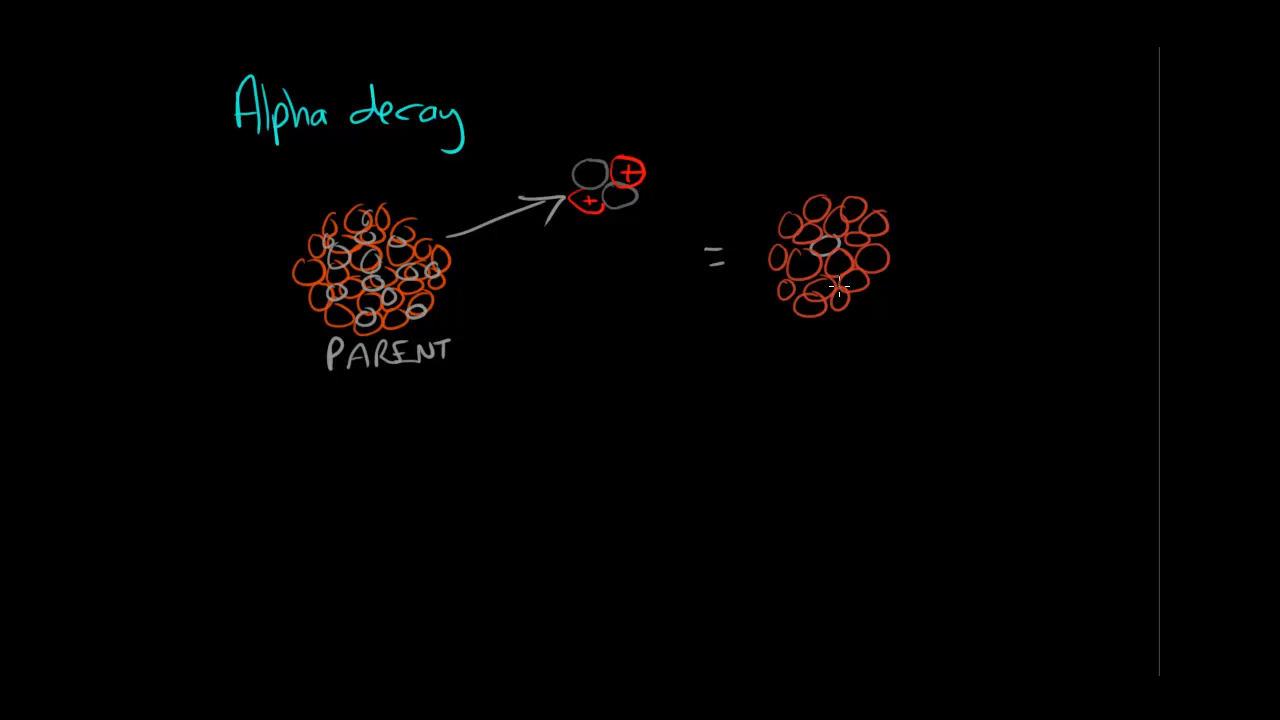 Alpha decay
+
+
=
PARENT